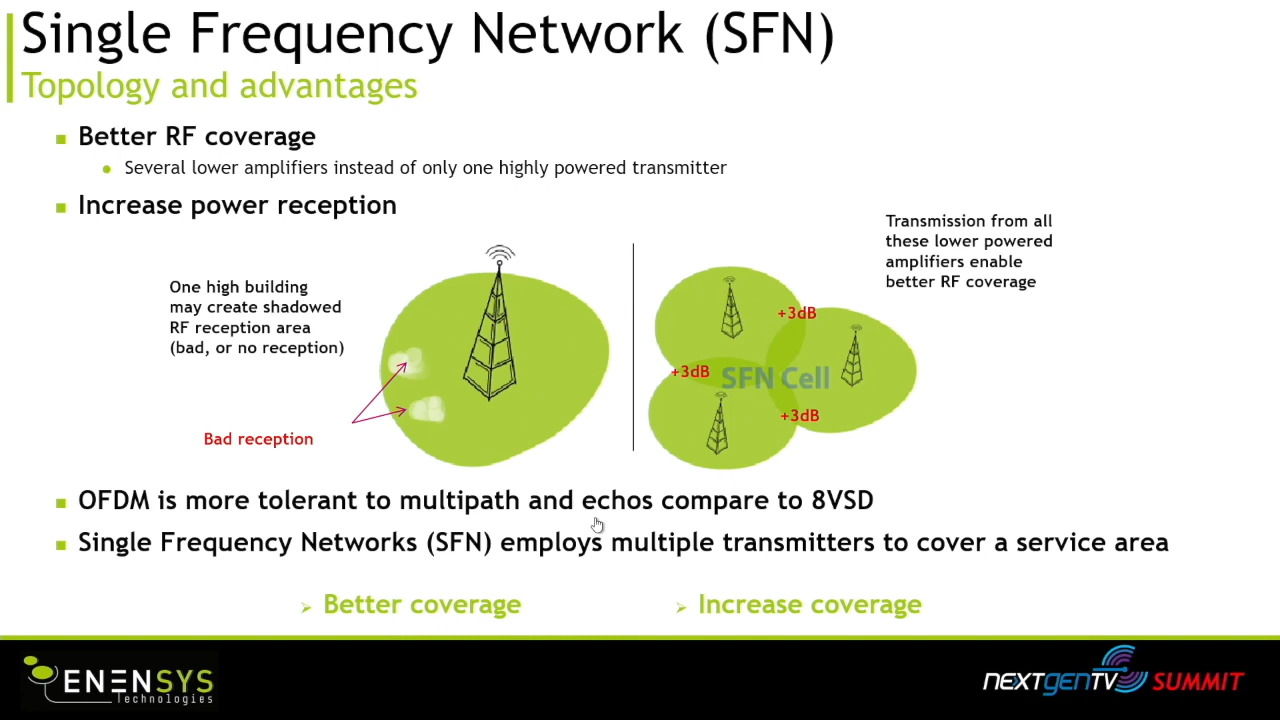 Single Frequency Network (SFN)
Topology and advantages
Better RF coverage
Several lower amplifiers instead of only one highly powered transmitter
Increase power reception
One high building
may create shadowed
RF reception area
(bad, or no reception)
Bad reception
Transmission from all
these lower powered
amplifiers enable
better RF coverage
+3dB
+3dB
SFN Cell
+3dB
OFDM is more tolerant to multipath and echos compare to 8VSD
Single Frequency Networks (SFN) employs multiple transmitters to cover a service area
Better coverage
Increase coverage
ENENSYS
Technologies
NEXTGENTV SUMMIT